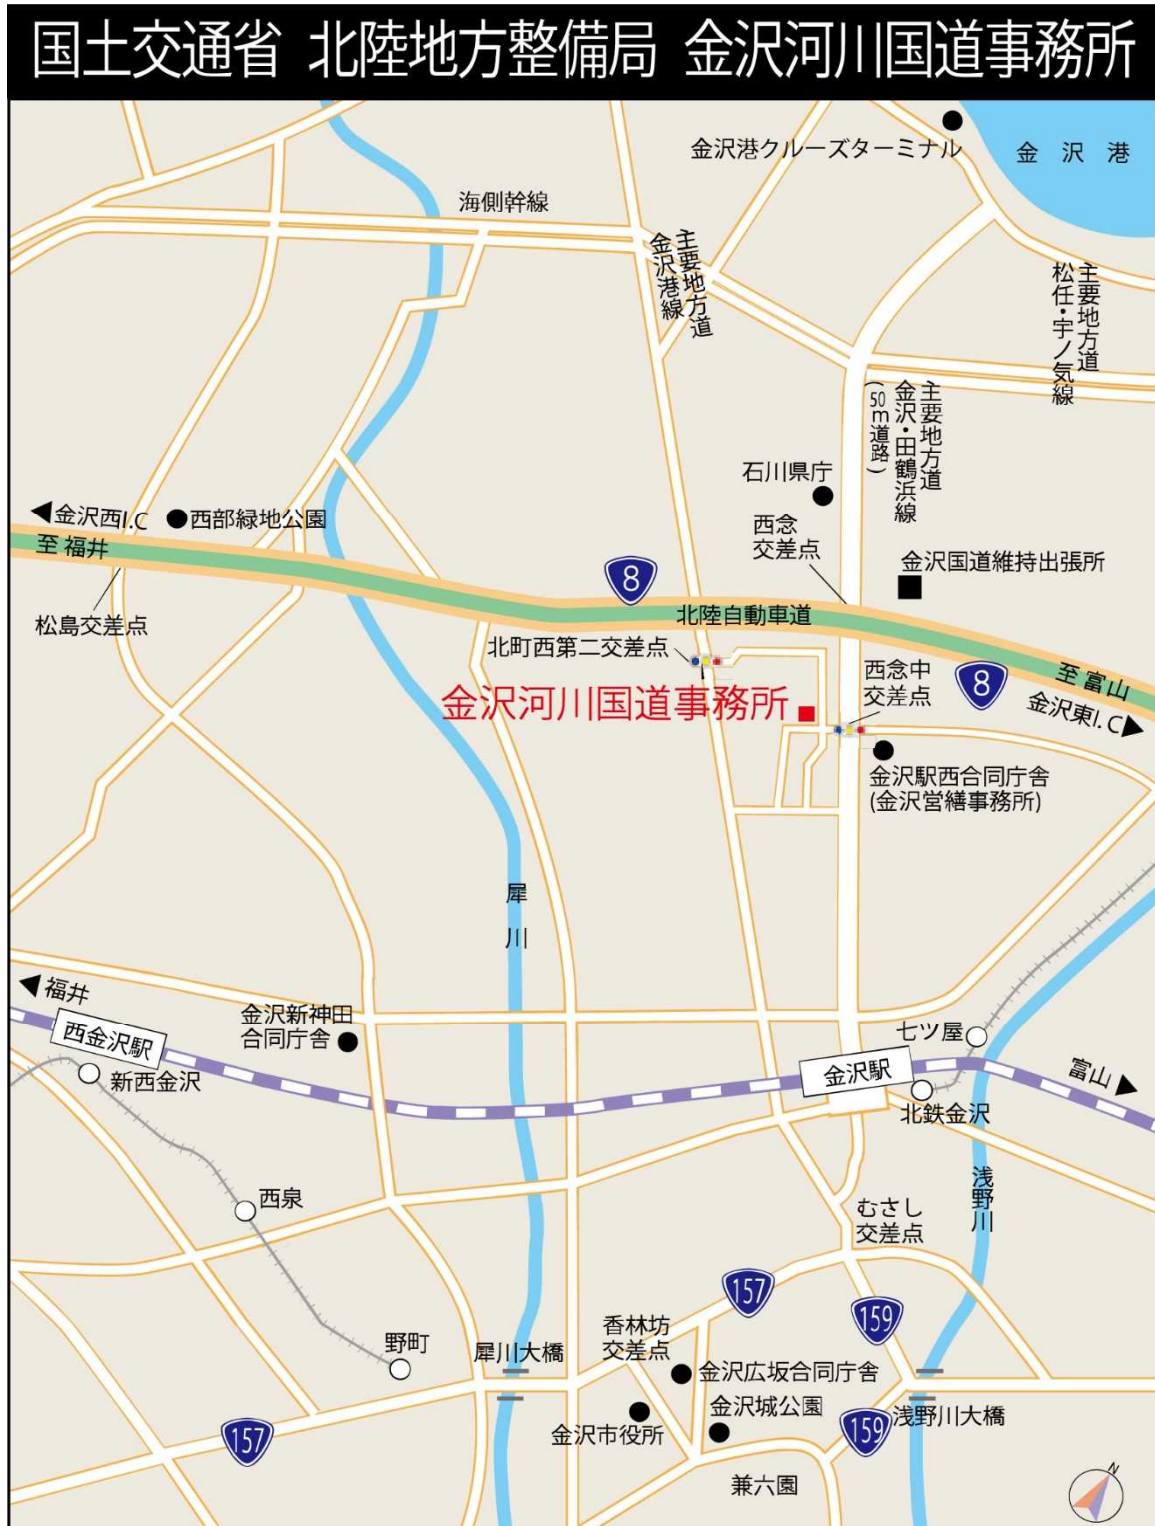 国土交通省 北陸地方整備局 金沢河川国道事務所
金沢港クルーズターミナル
金沢港
海側幹線
主要地方道
金沢港線
主要地方道
松任・宇ノ気線
主要地方道
金沢・田鶴浜線
(50m道路)
石川県庁
◀金沢西I.C
西部緑地公園
至 福井
西念
交差点
8
金沢国道維持出張所
北陸自動車道
松島交差点
北町西第二交差点
西念中
交差点
8
至 富山
金沢東I.C▶
金沢河川国道事務所
金沢駅西合同庁舎
(金沢営繕事務所)
犀川
◀福井
金沢新神田
合同庁舎
西金沢駅
新西金沢
七ツ屋
金沢駅
富山▶
北鉄金沢
浅野川
西泉
むさし
交差点
157
159
香林坊
交差点
野町
犀川大橋
金沢広坂合同庁舎
金沢城公園
金沢市役所
157
159
浅野川大橋
兼六園
N